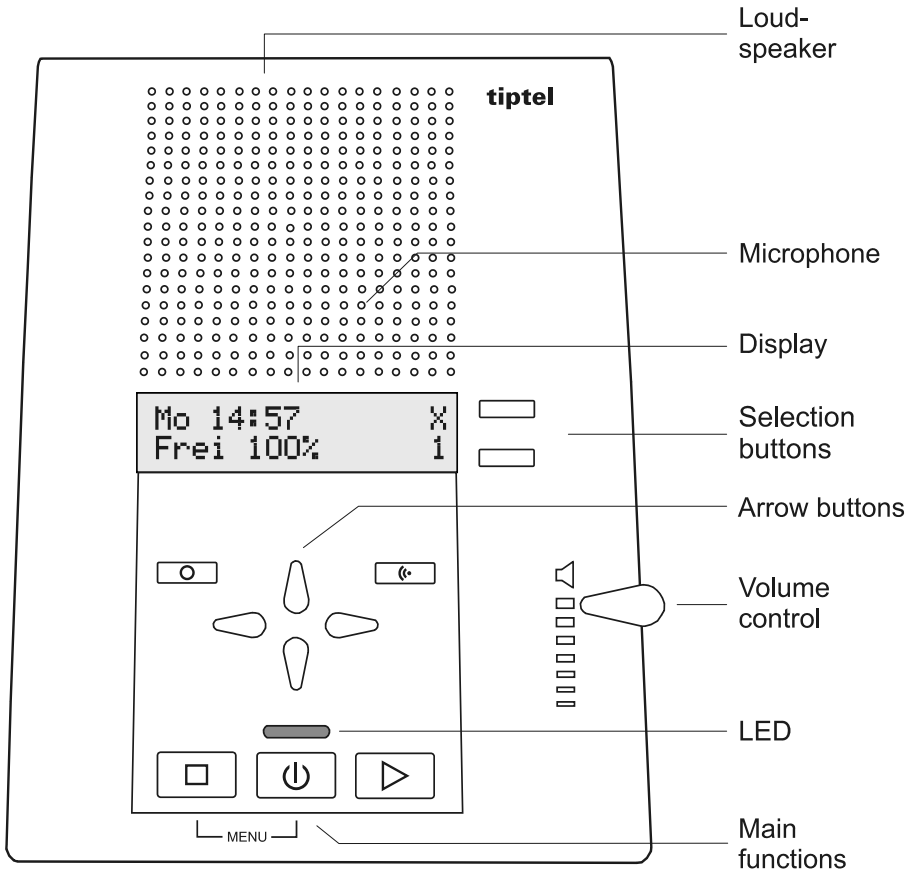 Loud-
speaker
tiptel
Microphone
Display
Mo 14:57 X
Frei 100% 1
Selection
buttons
Arrow buttons
Volume
control
LED
MENU
Main
functions